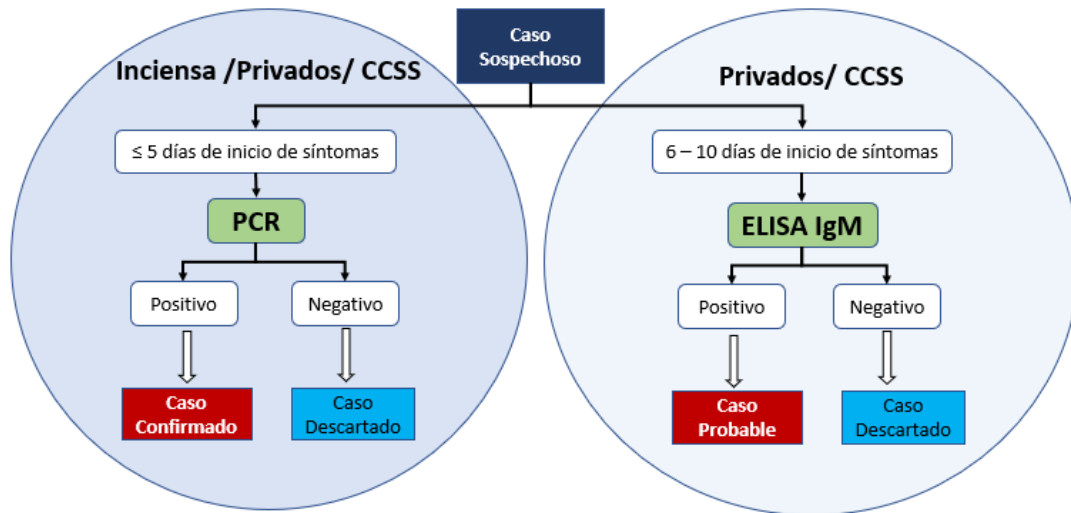 Caso
Sospechoso
Inciensa /Privados/ CCSS
Privados/ CCSS
≤ 5 días de inicio de síntomas
6 – 10 días de inicio de síntomas
PCR
ELISA IgM
Positivo
Negativo
Positivo
Negativo
Caso
Confirmado
Caso
Descartado
Caso
Probable
Caso
Descartado